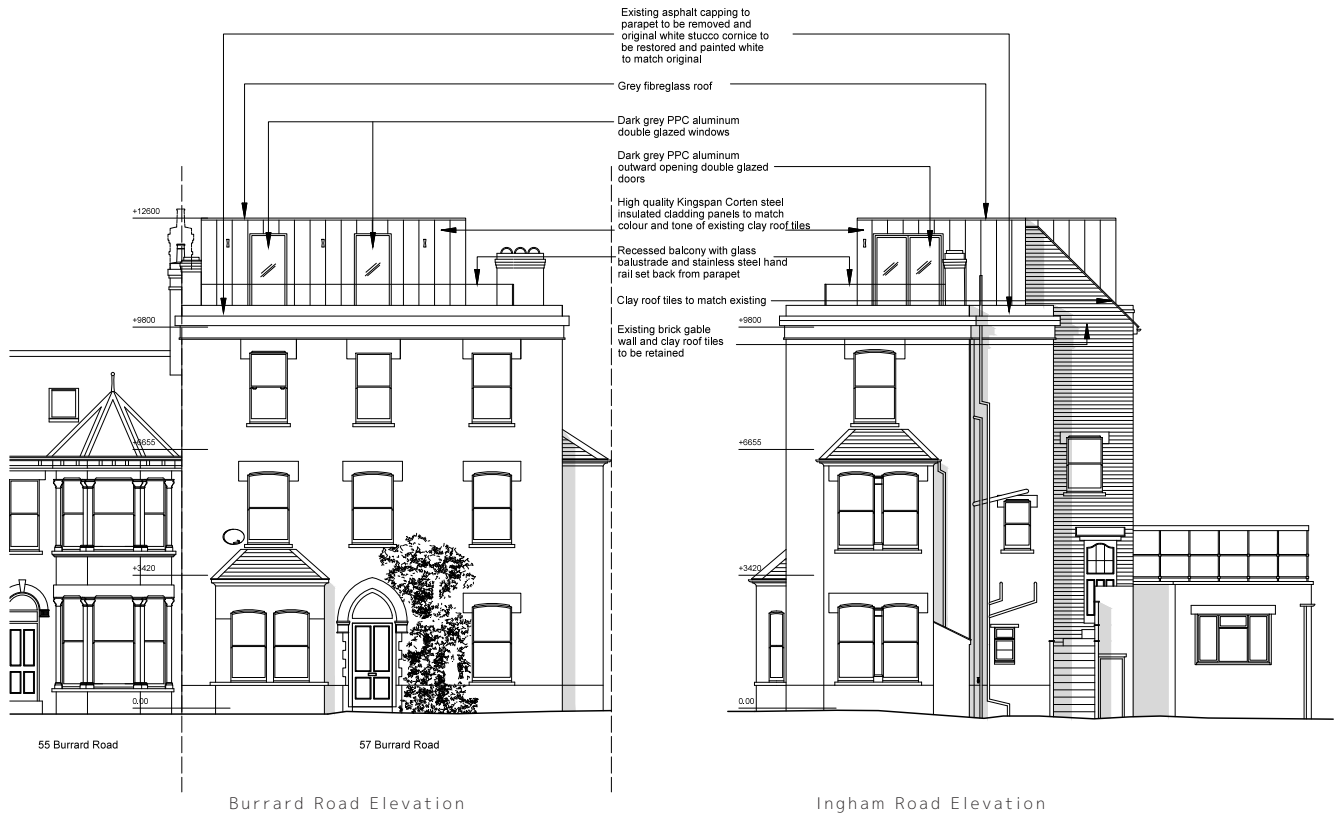 Existing asphalt capping to
parapet to be removed and
original white stucco cornice to
be restored and painted white
to match original
Grey fibreglass roof
Dark grey PPC aluminum
double glazed windows
Dark grey PPC aluminum
outward opening double glazed
doors
High quality Kingspan Corten steel
insulated cladding panels to match
colour and tone of existing clay roof tiles
Recessed balcony with glass
balustrade and stainless steel hand
rail set back from parapet
Clay roof tiles to match existing
Existing brick gable
wall and clay roof tiles
to be retained
+12600
+9800
+6655
+3420
0.00
+9800
+6655
+3420
0.00
55 Burrard Road
57 Burrard Road
Burrard Road Elevation
Ingham Road Elevation